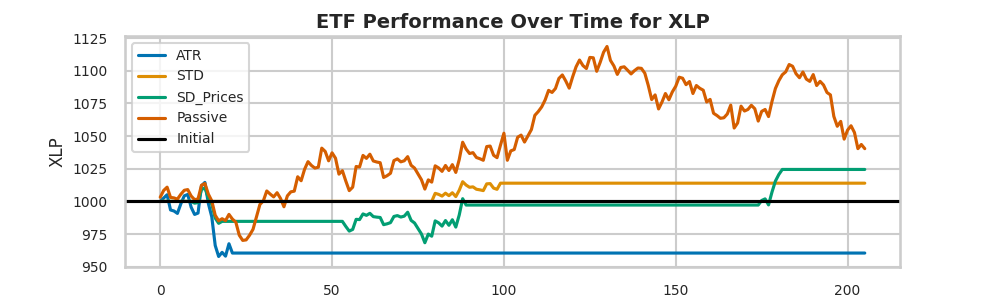 ETF Performance Over Time for XLP
XLP
1125
1100
1075
1050
1025
1000
975
950
ATR
STD
SD_Prices
Passive
Initial
0 50 100 150 200